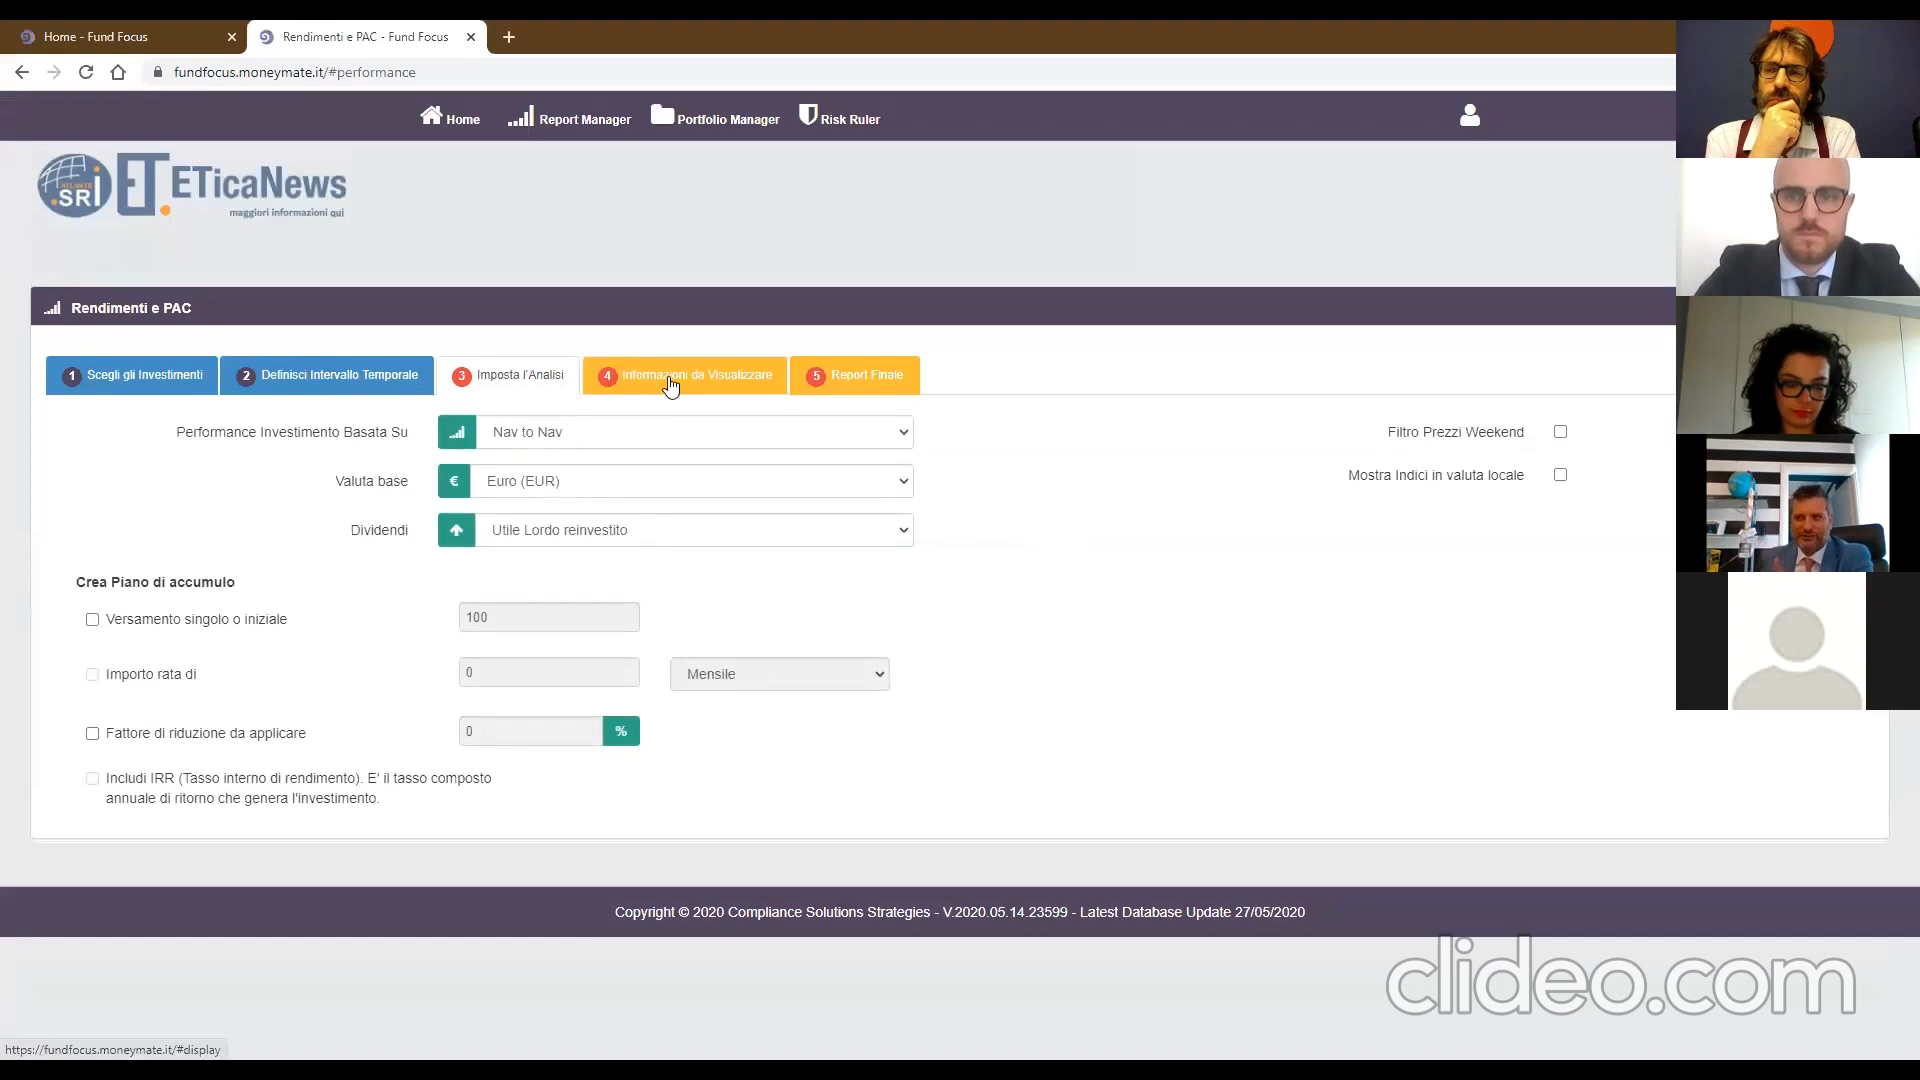 Home - Fund Focus
Rendimenti e PAC - Fund Focus
fundfocus.moneymate.it/#performance
Home
Report Manager
Portfolio Manager
Risk Ruler
ATLANTE
.SRI
ET.
ETicaNews
maggiori informazioni qui
Rendimenti e PAC
1 Scegli gli Investimenti
2 Definisci Intervallo Temporale
3 Imposta l'Analisi
4 Informazioni da Visualizzare
5 Report Finale
Performance Investimento Basata Su
Nav to Nav
Filtro Prezzi Weekend
Valuta base
€ Euro (EUR)
Mostra Indici in valuta locale
Dividendi
Utile Lordo reinvestito
Crea Piano di accumulo
Versamento singolo o iniziale
100
Importo rata di
0
Mensile
Fattore di riduzione da applicare
0 %
Includi IRR (Tasso interno di rendimento). E' il tasso composto
annuale di ritorno che genera l'investimento.
Copyright © 2020 Compliance Solutions Strategies - V.2020.05.14.23599 - Latest Database Update 27/05/2020
clideo.com
https://fundfocus.moneymate.it/#display